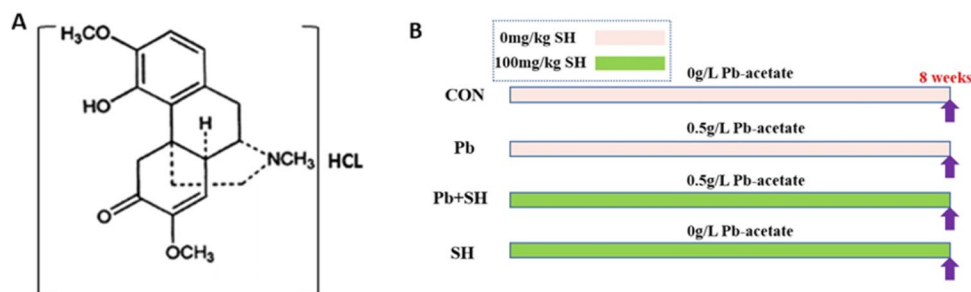 A
H₃CO
HO
H
NCH₃
HCL
O
OCH₃
B
0mg/kg SH
100mg/kg SH
0g/L Pb-acetate
8 weeks
CON
0.5g/L Pb-acetate
Pb
0.5g/L Pb-acetate
Pb+SH
0g/L Pb-acetate
SH